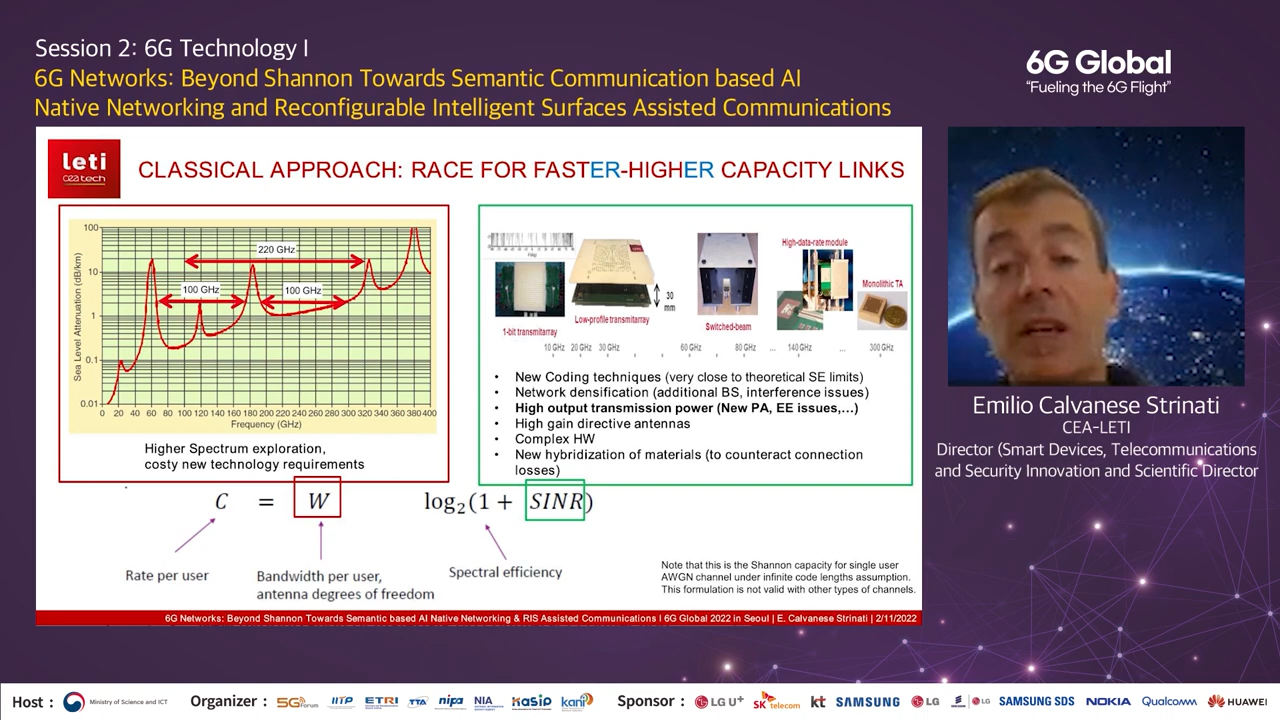 Session 2: 6G Technology I
6G Networks: Beyond Shannon Towards Semantic Communication based AI
Native Networking and Reconfigurable Intelligent Surfaces Assisted Communications
6G Global
“Fueling the 6G Flight”
leti
ceatech
CLASSICAL APPROACH: RACE FOR FASTER-HIGHER CAPACITY LINKS
Sea Level Attenuation (dB/km)
100
10
1
0.1
0.01
220 GHz
100 GHz
100 GHz
0 20 40 60 80 100 120 140 160 180 200 220 240 260 280 300 320 340 360 380 400
Frequency (GHz)
Higher Spectrum exploration,
costy new technology requirements
1-bit transmitarray
Low-profile transmitarray
30
mm
Switched-beam
High-data-rate module
Monolithic TA
10 GHz 20 GHz 30 GHz 60 GHz 80 GHz ... 140GHz ... 300 GHz
• New Coding techniques (very close to theoretical SE limits)
• Network densification (additional BS, interference issues)
• High output transmission power (New PA, EE issues,…)
• High gain directive antennas
• Complex HW
• New hybridization of materials (to counteract connection
losses)
C = W log2(1 + SINR)
Rate per user
Bandwidth per user,
antenna degrees of freedom
Spectral efficiency
Note that this is the Shannon capacity for single user
AWGN channel under infinite code lengths assumption.
This formulation is not valid with other types of channels.
6G Networks: Beyond Shannon Towards Semantic based AI Native Networking & RIS Assisted Communications I 6G Global 2022 in Seoul | E. Calvanese Strinati | 2/11/2022
Emilio Calvanese Strinati
CEA-LETI
Director (Smart Devices, Telecommunications
and Security Innovation and Scientific Director
Host : Ministry of Science and ICT Organizer : 5G Forum IITP ETRI TTA nipa NIA KOSIO kani Sponsor : LG U+ SK telecom kt SAMSUNG LG LG SAMSUNG SDS NOKIA Qualcomm HUAWEI